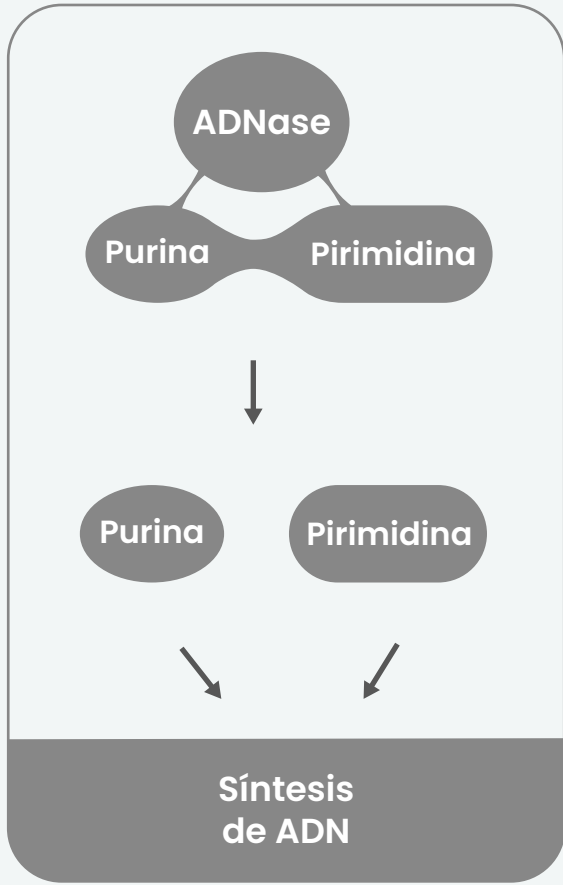 ADNase
Purina
Pirimidina
Purina
Pirimidina
Síntesis
de ADN